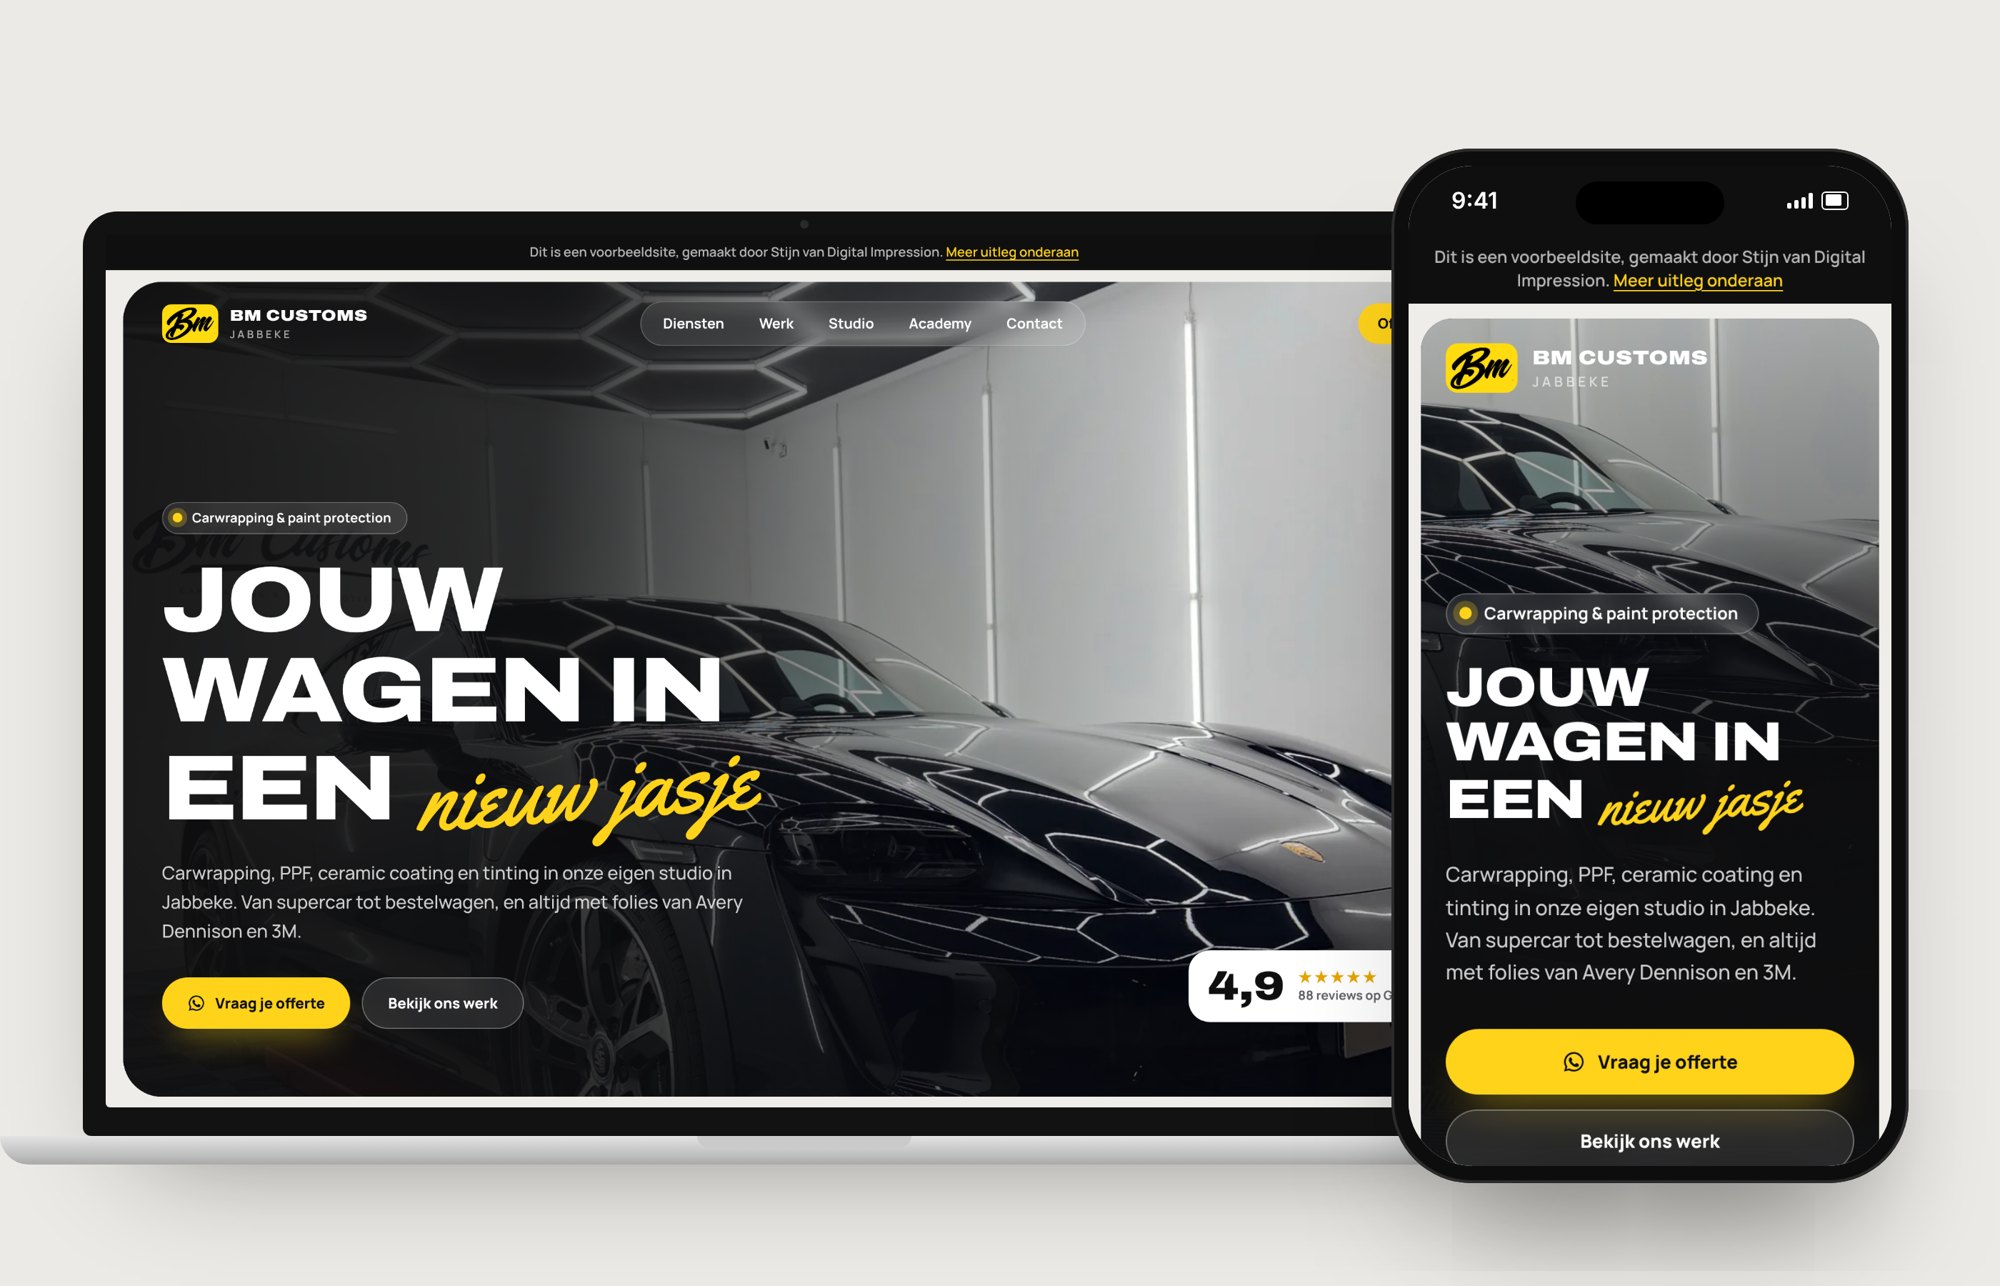 Dit is een voorbeeldsite, gemaakt door Stijn van Digital Impression. Meer uitleg onderaan
Bm BM CUSTOMS
JABBEKE
Diensten Werk Studio Academy Contact
Carwrapping & paint protection
Bm Customs
JOUW
WAGEN IN
EEN nieuw jasje
Carwrapping, PPF, ceramic coating en tinting in onze eigen studio in
Jabbeke. Van supercar tot bestelwagen, en altijd met folies van Avery
Dennison en 3M.
Vraag je offerte Bekijk ons werk
4,9 ★★★★★
88 reviews op
9:41
Dit is een voorbeeldsite, gemaakt door Stijn van Digital
Impression. Meer uitleg onderaan
Bm BM CUSTOMS
JABBEKE
Carwrapping & paint protection
JOUW
WAGEN IN
EEN nieuw jasje
Carwrapping, PPF, ceramic coating en
tinting in onze eigen studio in Jabbeke.
Van supercar tot bestelwagen, en altijd
met folies van Avery Dennison en 3M.
Vraag je offerte
Bekijk ons werk